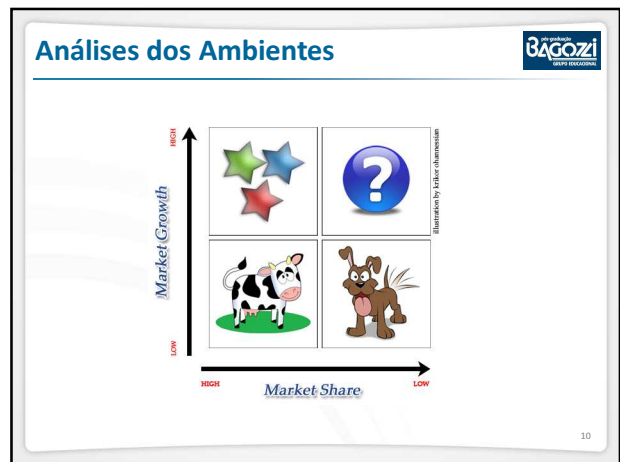 Análises dos Ambientes
pós-graduação
BAGOZZI
GRUPO EDUCACIONAL
HIGH
Market Growth
LOW
?
illustration by krikor ohannessian
HIGH
Market Share
LOW
10